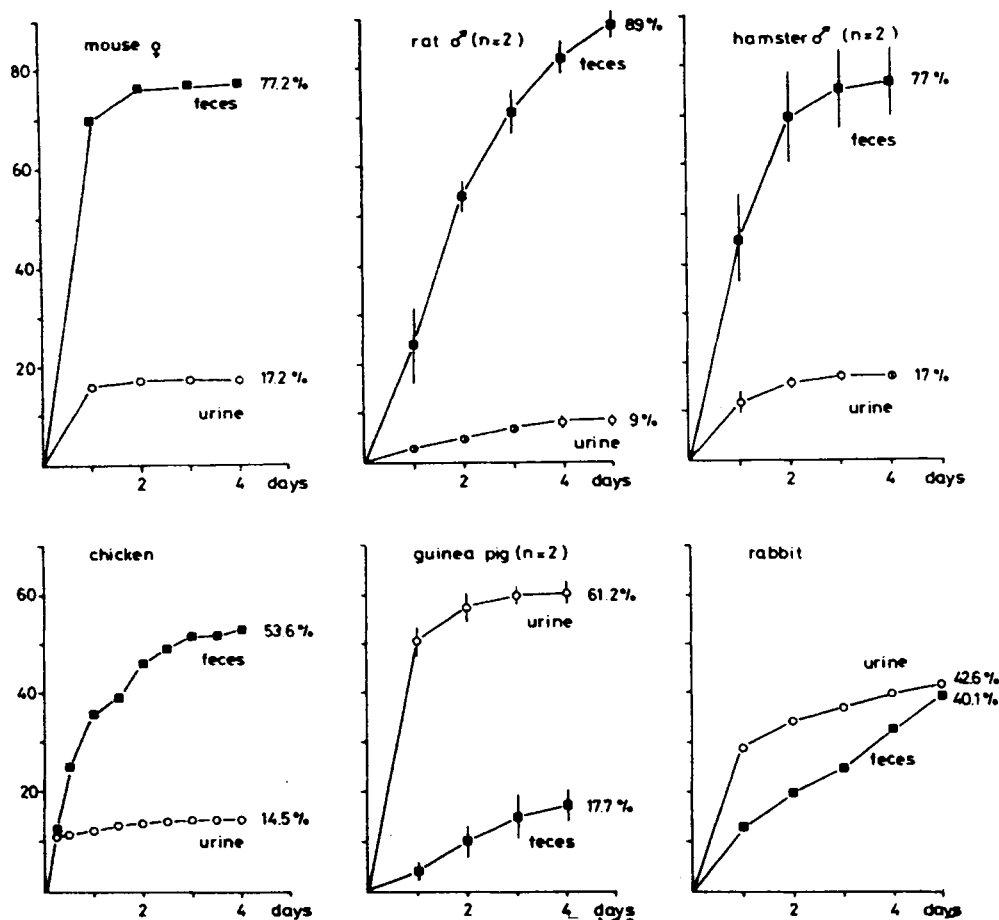 mouse ♀
80
60
40
20
77.2%
feces
17.2%
urine
2 4 days
rat ♂ (n=2)
89%
feces
9%
urine
2 4 days
hamster ♂ (n=2)
77%
feces
17%
urine
2 4 days
chicken
60
40
20
53.6%
feces
14.5%
urine
2 4 days
guinea pig (n=2)
61.2%
urine
17.7%
feces
2 4 days
rabbit
urine
42.6%
40.1%
feces
2 4 days